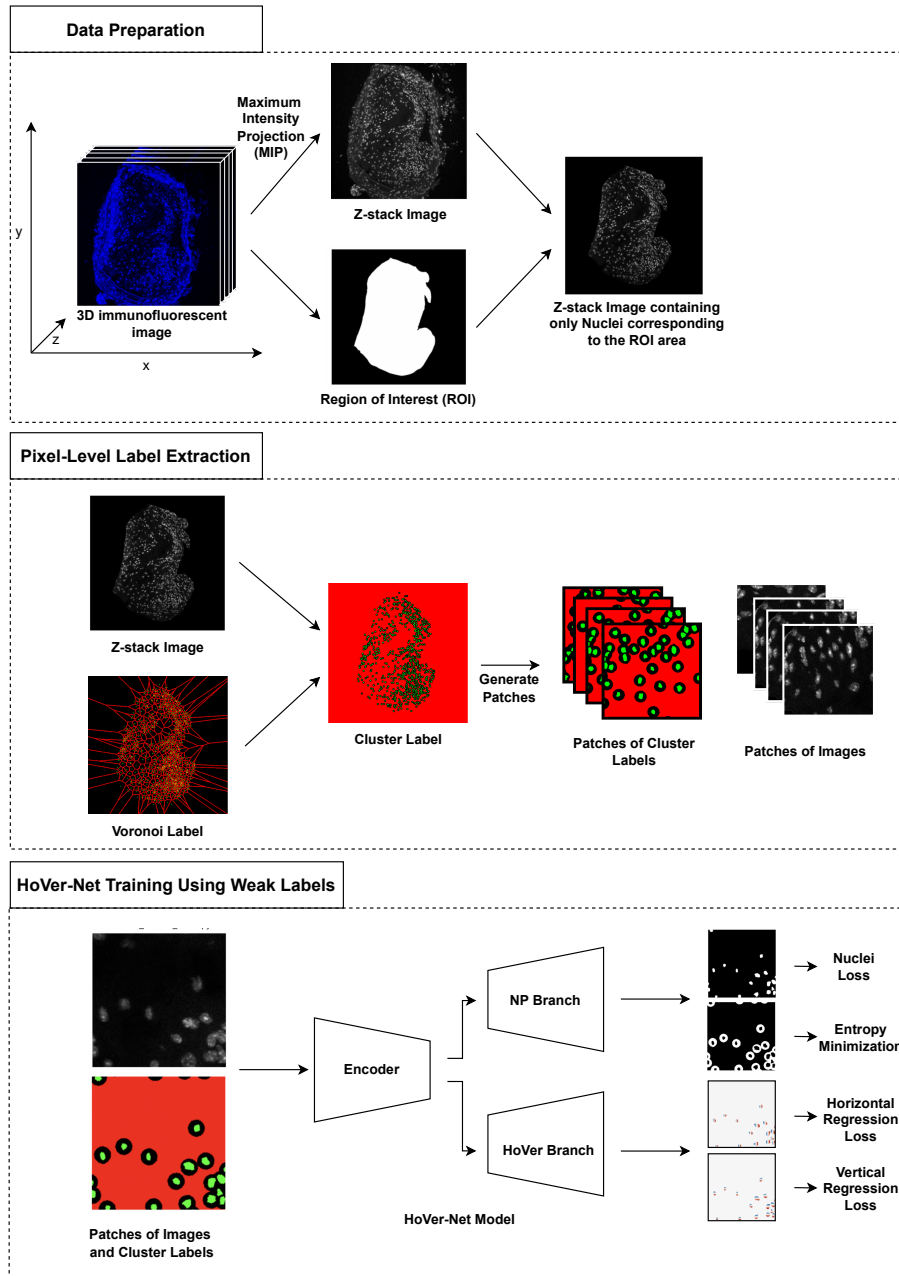 Data Preparation
Maximum
Intensity
Projection
(MIP)
y
z
x
3D immunofluorescent
image
Z-stack Image
Region of Interest (ROI)
Z-stack Image containing
only Nuclei corresponding
to the ROI area
Pixel-Level Label Extraction
Z-stack Image
Voronoi Label
Cluster Label
Generate
Patches
Patches of Cluster
Labels
Patches of Images
HoVer-Net Training Using Weak Labels
Patches of Images
and Cluster Labels
Encoder
NP Branch
HoVer Branch
HoVer-Net Model
Nuclei
Loss
Entropy
Minimization
Horizontal
Regression
Loss
Vertical
Regression
Loss